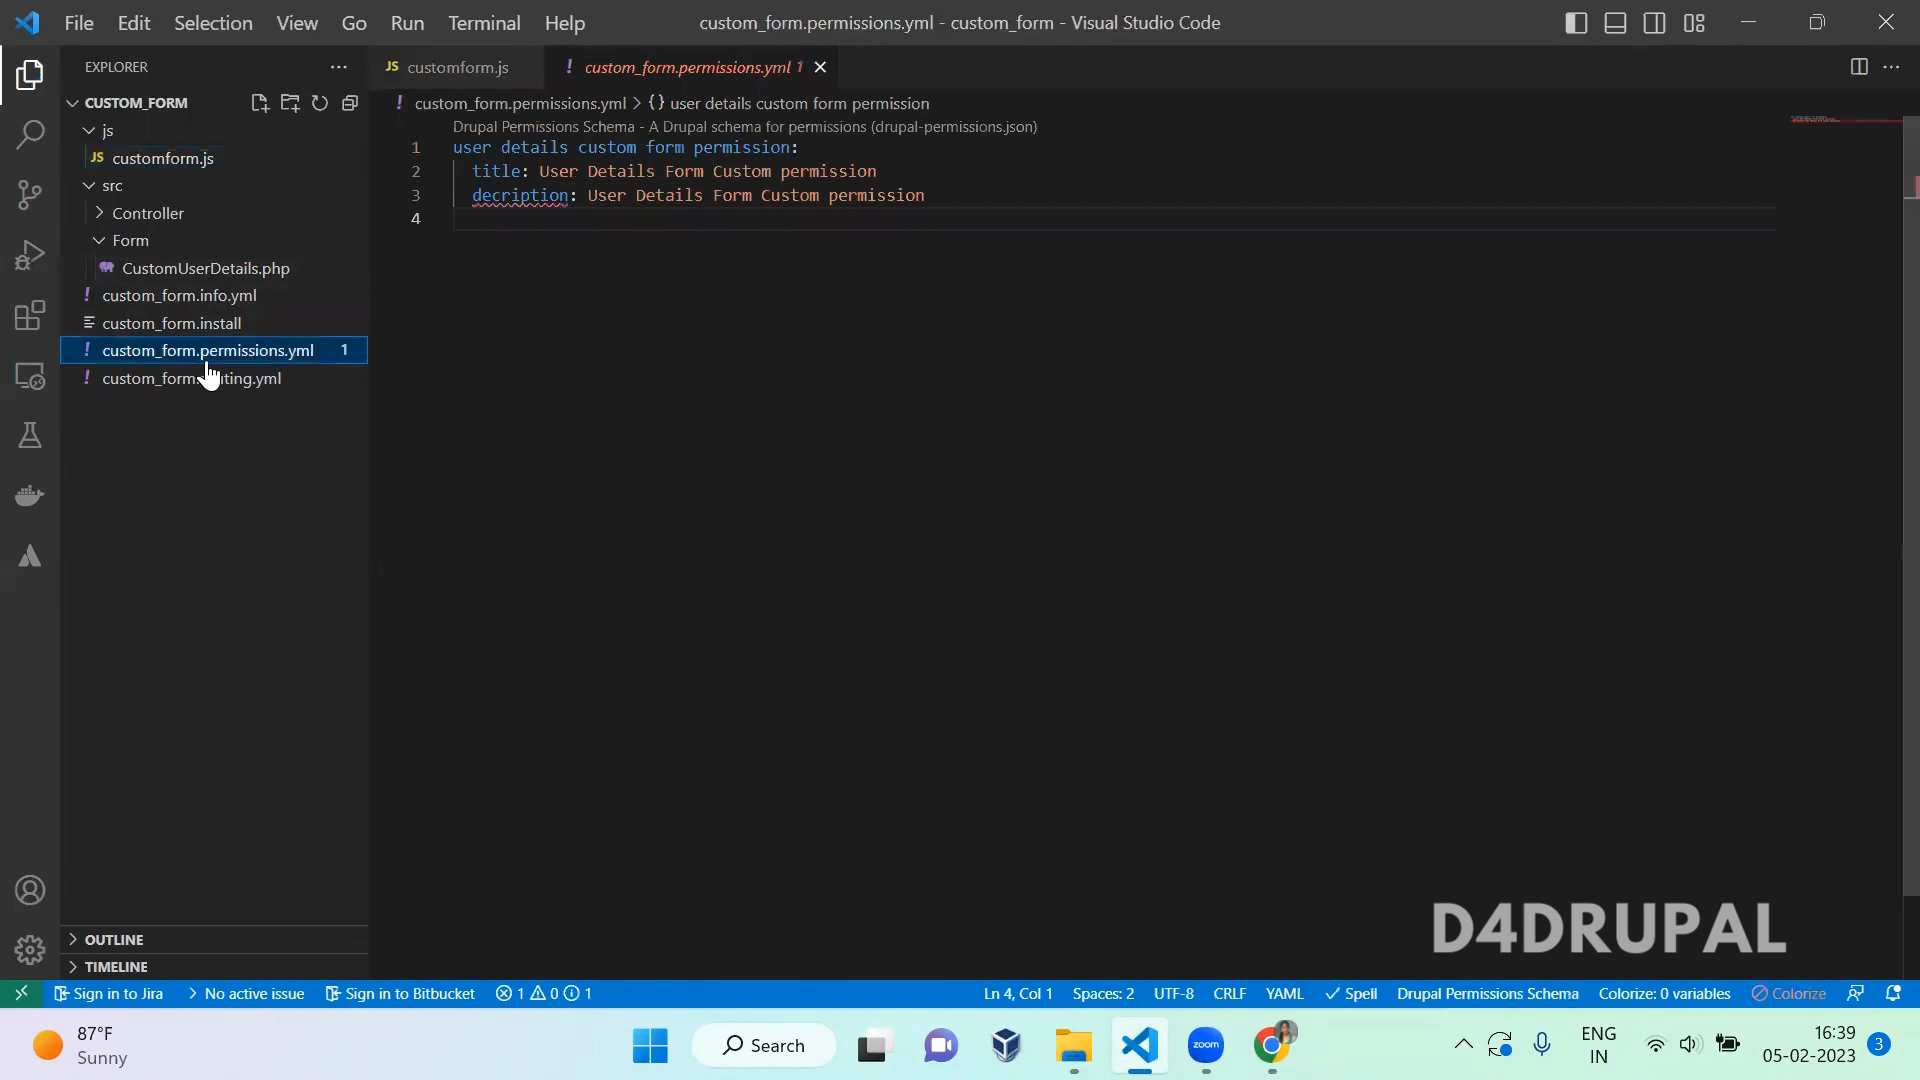 File Edit Selection View Go Run Terminal Help custom_form.permissions.yml - custom_form - Visual Studio Code
EXPLORER
JS customform.js ! custom_form.permissions.yml 1
CUSTOM_FORM
! custom_form.permissions.yml > {} user details custom form permission
Drupal Permissions Schema - A Drupal schema for permissions (drupal-permissions.json)
1 user details custom form permission:
2 title: User Details Form Custom permission
3 decription: User Details Form Custom permission
4
js
JS customform.js
src
Controller
Form
CustomUserDetails.php
! custom_form.info.yml
custom_form.install
! custom_form.permissions.yml 1
! custom_form. ting.yml
OUTLINE
TIMELINE
D4DRUPAL
Sign in to Jira > No active issue Sign in to Bitbucket 1 0 1 Ln 4, Col 1 Spaces: 2 UTF-8 CRLF YAML Spell Drupal Permissions Schema Colorize: 0 variables Colorize
87°F
Sunny
Search
zoom
ENG
IN
16:39
05-02-2023
3